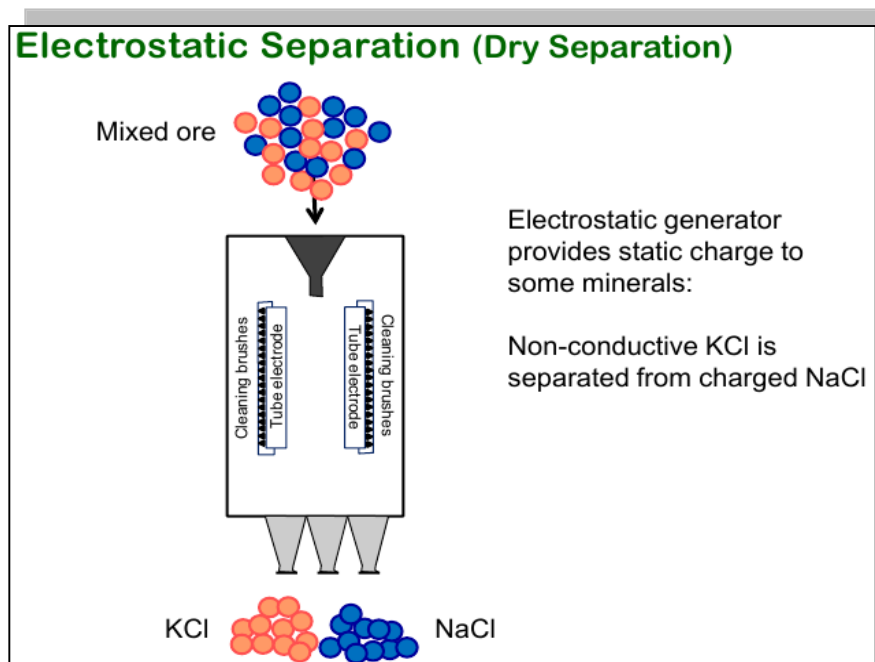 Electrostatic Separation (Dry Separation)
Mixed ore
Electrostatic generator
provides static charge to
some minerals:
Non-conductive KCl is
separated from charged NaCl
Cleaning brushes
Tube electrode
Tube electrode
Cleaning brushes
KCl
NaCl